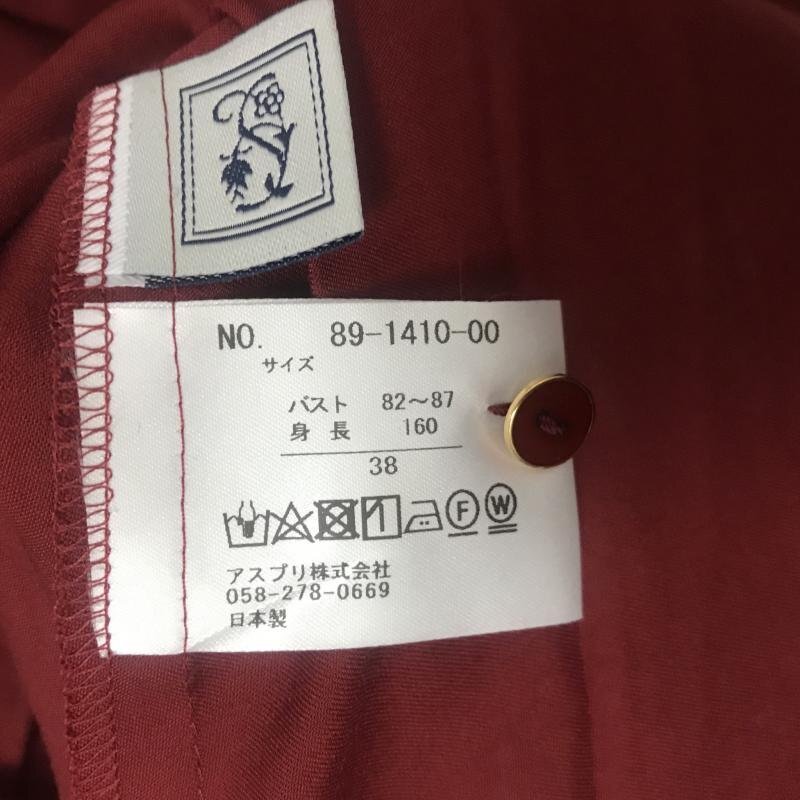 NO. 89-1410-00
サイズ
バスト 82～87
身 長 160
38
F W
アスプリ株式会社
058-278-0669
日本製